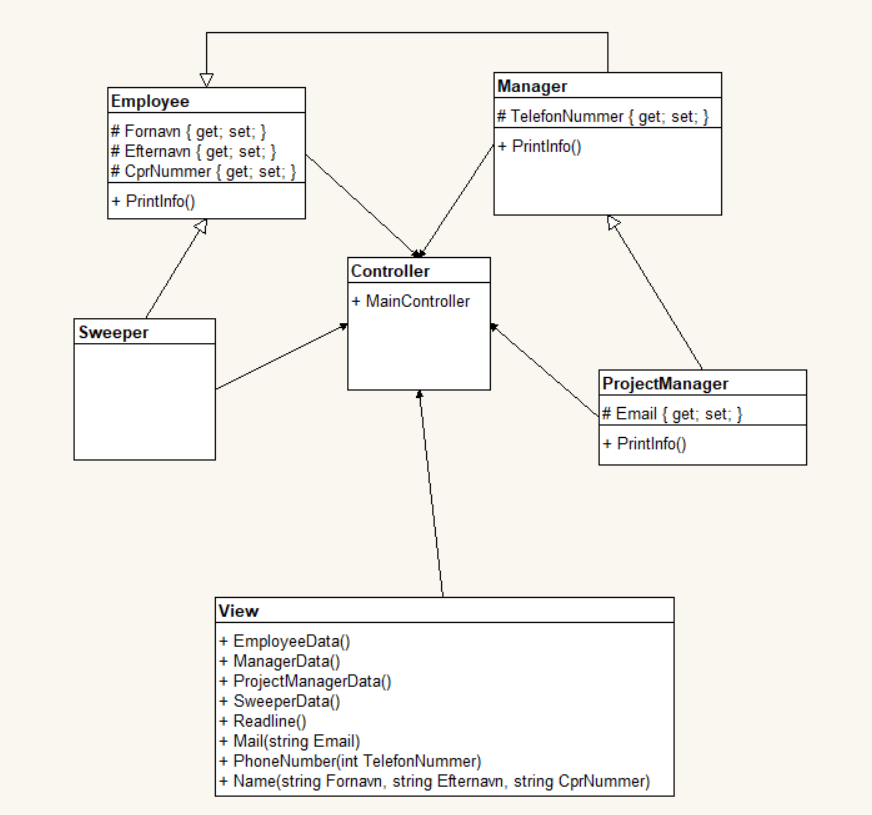 Employee
# Fornavn { get; set; }
# Efternavn { get; set; }
# CprNummer { get; set; }
+ PrintInfo()
Manager
# TelefonNummer { get; set; }
+ PrintInfo()
Controller
+ MainController
Sweeper
ProjectManager
# Email { get; set; }
+ PrintInfo()
View
+ EmployeeData()
+ ManagerData()
+ ProjectManagerData()
+ SweeperData()
+ Readline()
+ Mail(string Email)
+ PhoneNumber(int TelefonNummer)
+ Name(string Fornavn, string Efternavn, string CprNummer)